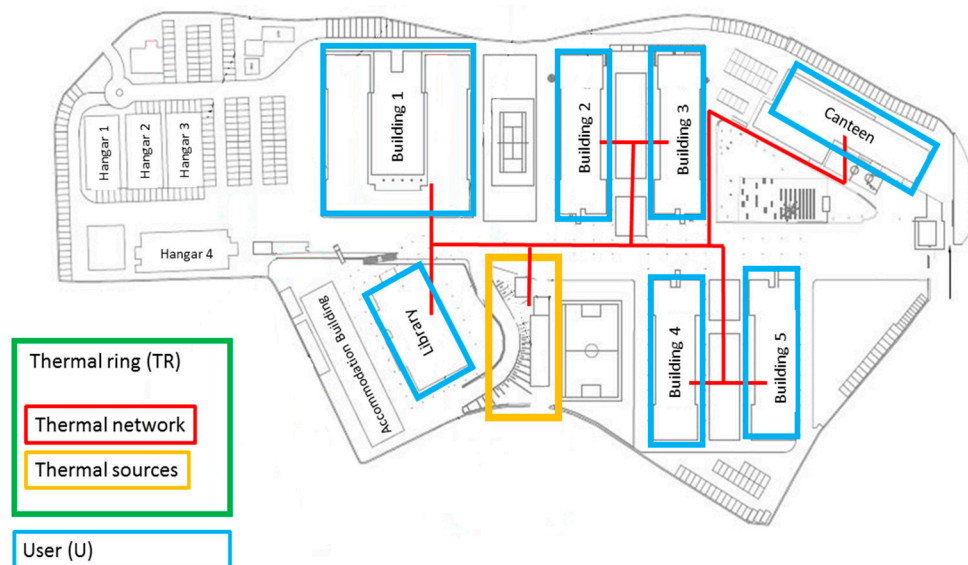 Building 1
Building 2
Building 3
Canteen
Hangar 1
Hangar 2
Hangar 3
Hangar 4
Accommodation Building
Library
Building 4
Building 5
Thermal ring (TR)
Thermal network
Thermal sources
User (U)